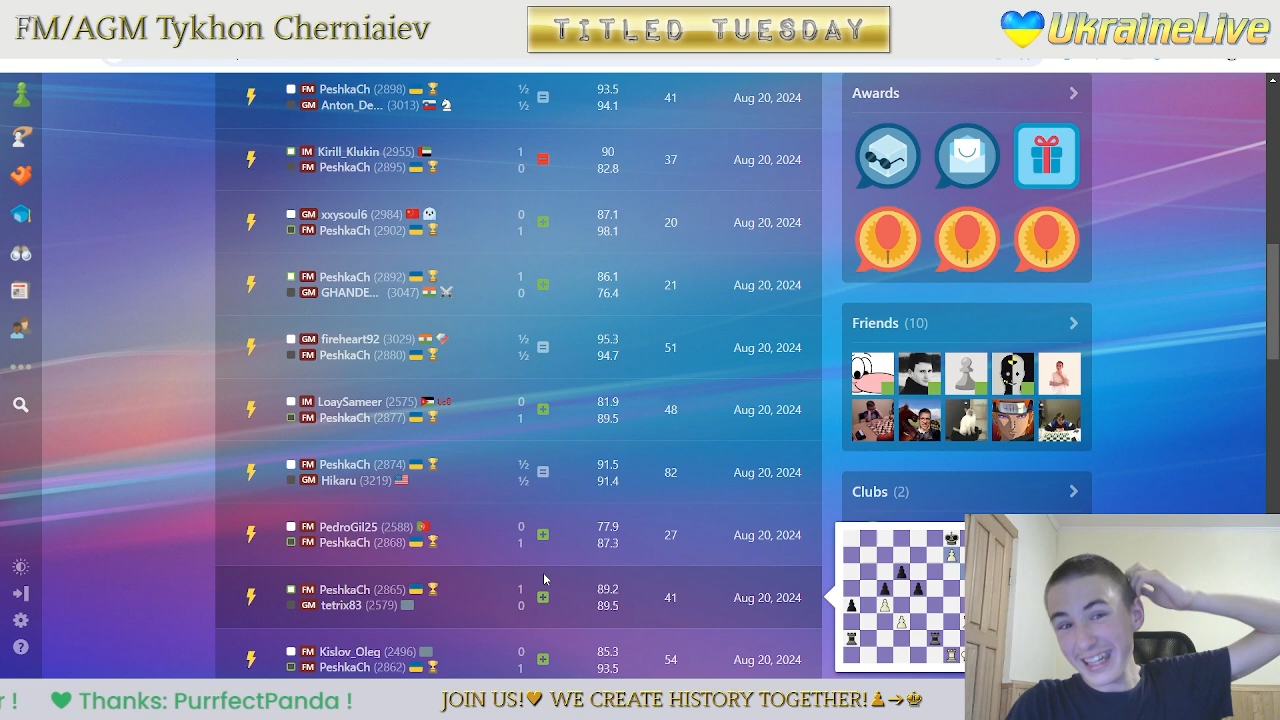 FM/AGM Tykhon Cherniaiev
TITLED TUESDAY
UkraineLive
FM PeshkaCh (2898) ½ 93.5
GM Anton_De... (3013) ½ 94.1
41 Aug 20, 2024
IM Kirill_Klukin (2955) 1 90
FM PeshkaCh (2895) 0 82.8
37 Aug 20, 2024
GM xxysoul6 (2984) 0 87.1
FM PeshkaCh (2902) 1 98.1
20 Aug 20, 2024
FM PeshkaCh (2892) 1 86.1
GM GHANDE... (3047) 0 76.4
21 Aug 20, 2024
GM fireheart92 (3029) ½ 95.3
FM PeshkaCh (2880) ½ 94.7
51 Aug 20, 2024
IM LoaySameer (2575) 0 81.9
FM PeshkaCh (2877) 1 89.5
48 Aug 20, 2024
FM PeshkaCh (2874) ½ 91.5
GM Hikaru (3219) ½ 91.4
82 Aug 20, 2024
FM PedroGil25 (2588) 0 77.9
FM PeshkaCh (2868) 1 87.3
27 Aug 20, 2024
FM PeshkaCh (2865) 1 89.2
GM tetrix83 (2579) 0 89.5
41 Aug 20, 2024
FM Kislov_Oleg (2496) 0 85.3
FM PeshkaCh (2862) 1 93.5
54 Aug 20, 2024
Awards
Friends (10)
Clubs (2)
r ! Thanks: PurrfectPanda !
JOIN US! WE CREATE HISTORY TOGETHER!